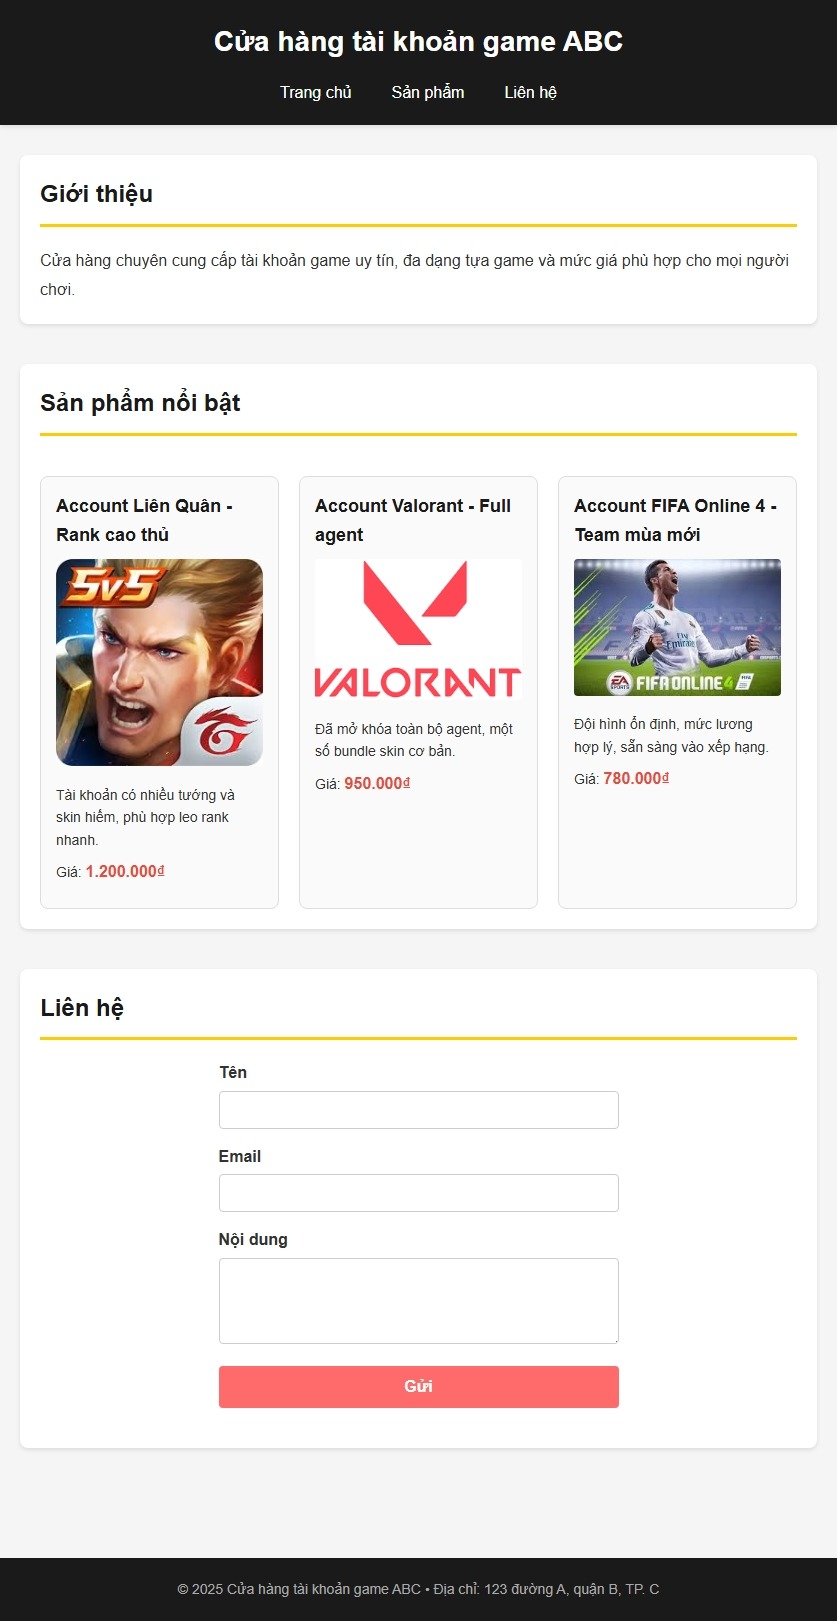 Cửa hàng tài khoản game ABC
Trang chủ Sản phẩm Liên hệ
Giới thiệu
Cửa hàng chuyên cung cấp tài khoản game uy tín, đa dạng tựa game và mức giá phù hợp cho mọi người
chơi.
Sản phẩm nổi bật
Account Liên Quân -
Rank cao thủ
5v5
Tài khoản có nhiều tướng và
skin hiếm, phù hợp leo rank
nhanh.
Giá: 1.200.000₫
Account Valorant - Full
agent
VALORANT
Đã mở khóa toàn bộ agent, một
số bundle skin cơ bản.
Giá: 950.000₫
Account FIFA Online 4 -
Team mùa mới
Fly Emirates
EA SPORTS FIFA ONLINE 4
Đội hình ổn định, mức lương
hợp lý, sẵn sàng vào xếp hạng.
Giá: 780.000₫
Liên hệ
Tên
Email
Nội dung
Gửi
© 2025 Cửa hàng tài khoản game ABC • Địa chỉ: 123 đường A, quận B, TP. C